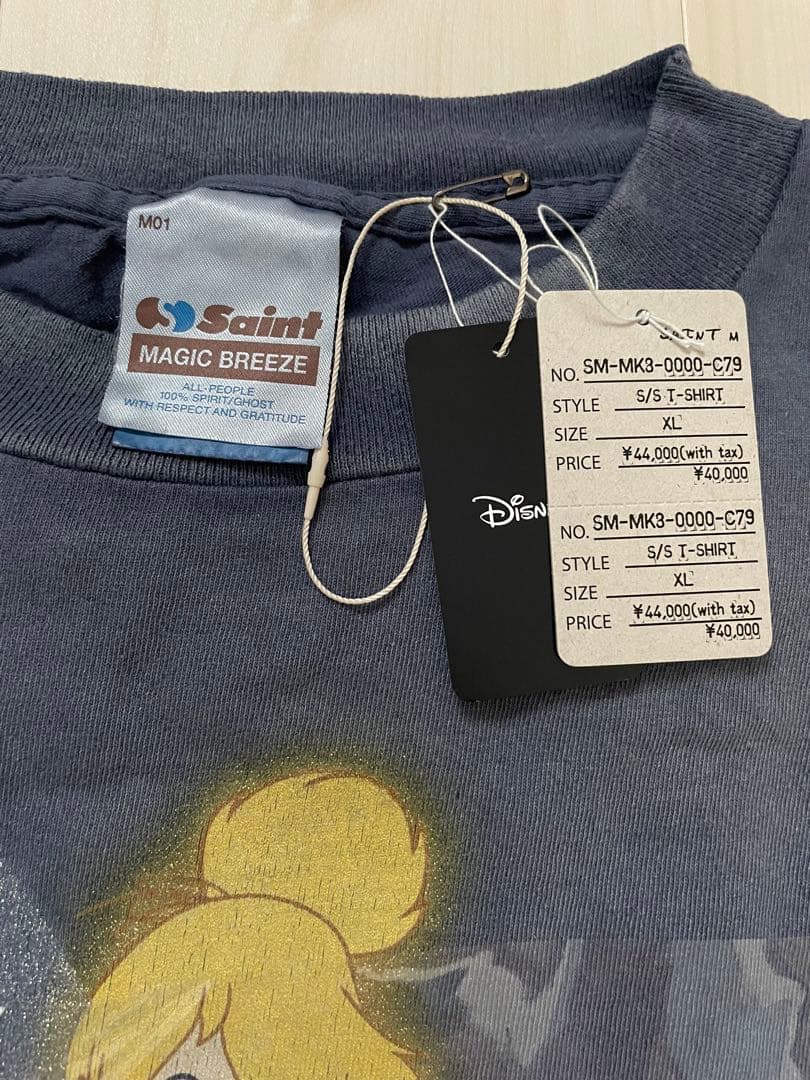 M01
Saint
MAGIC BREEZE
ALL-PEOPLE
100% SPIRIT/GHOST
WITH RESPECT AND GRATITUDE
DISN
SAINT M
NO. SM-MK3-0000-C79
STYLE S/S T-SHIRT
SIZE XL
PRICE ¥44,000(with tax)
¥40,000
NO. SM-MK3-0000-C79
STYLE S/S T-SHIRT
SIZE XL
PRICE ¥44,000(with tax)
¥40,000